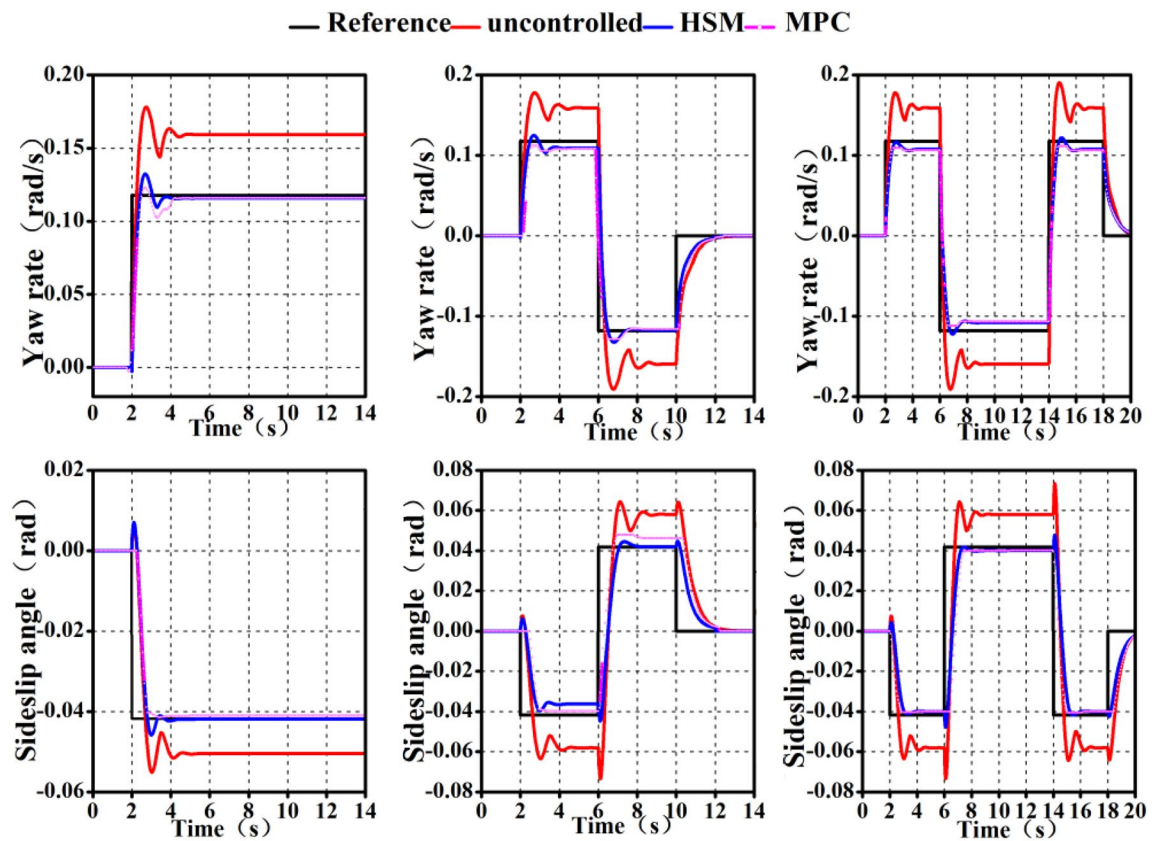 Reference uncontrolled HSM MPC
0.20
0.15
0.10
0.05
0.00
Yaw rate（rad/s）
0 2 4 6 8 10 12 14
Time（s）
0.2
0.1
0.0
-0.1
-0.2
Yaw rate（rad/s）
0 2 4 6 8 10 12 14
Time（s）
0.2
0.1
0.0
-0.1
-0.2
Yaw rate（rad/s）
0 2 4 6 8 10 12 14 16 18 20
Time（s）
0.02
0.00
-0.02
-0.04
-0.06
Sideslip angle（rad）
0 2 4 6 8 10 12 14
Time（s）
0.08
0.06
0.04
0.02
0.00
-0.02
-0.04
-0.06
-0.08
Sideslip angle（rad）
0 2 4 6 8 10 12 14
Time（s）
0.08
0.06
0.04
0.02
0.00
-0.02
-0.04
-0.06
-0.08
Sideslip angle（rad）
0 2 4 6 8 10 12 14 16 18 20
Time（s）